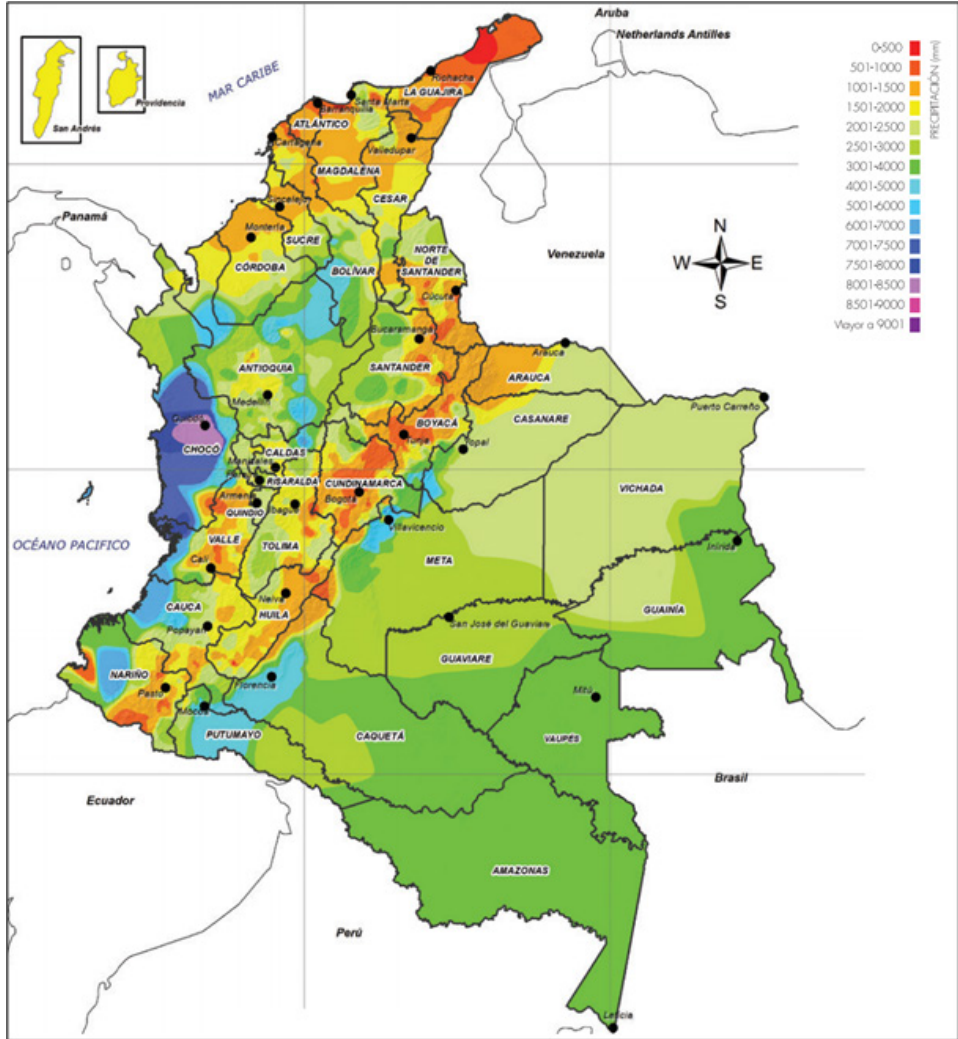 Aruba
Netherlands Antilles
MAR CARIBE
Providencia
San Andrés
Riohacha
LA GUAJIRA
Santa Marta
Barranquilla
ATLÁNTICO
Cartagena
Valledupar
MAGDALENA
CESAR
Sincelejo
Panamá
Montería
SUCRE
CÓRDOBA
BOLÍVAR
NORTE
DE
SANTANDER
Venezuela
Cúcuta
Bucaramanga
SANTANDER
ANTIOQUIA
Medellín
Arauca
ARAUCA
CASANARE
Puerto Carreño
Quibdó
CHOCÓ
BOYACÁ
Tunja
Yopal
CALDAS
Manizales
RISARALDA
CUNDINAMARCA
Bogotá
VICHADA
Armenia
QUINDIO
Ibagué
Villavicencio
OCÉANO PACIFICO
VALLE
TOLIMA
META
Inírida
Cali
Neiva
HUILA
CAUCA
Popayán
GUAINÍA
San José del Guaviare
GUAVIARE
NARIÑO
Pasto
Florencia
Mocoa
PUTUMAYO
CAQUETÁ
Mitú
VAUPES
Brasil
Ecuador
AMAZONAS
Perú
Leticia
N
W
E
S
PRECIPITACIÓN (mm)
0-500
501-1000
1001-1500
1501-2000
2001-2500
2501-3000
3001-4000
4001-5000
5001-6000
6001-7000
7001-7500
7501-8000
8001-8500
8501-9000
Mayor a 9001